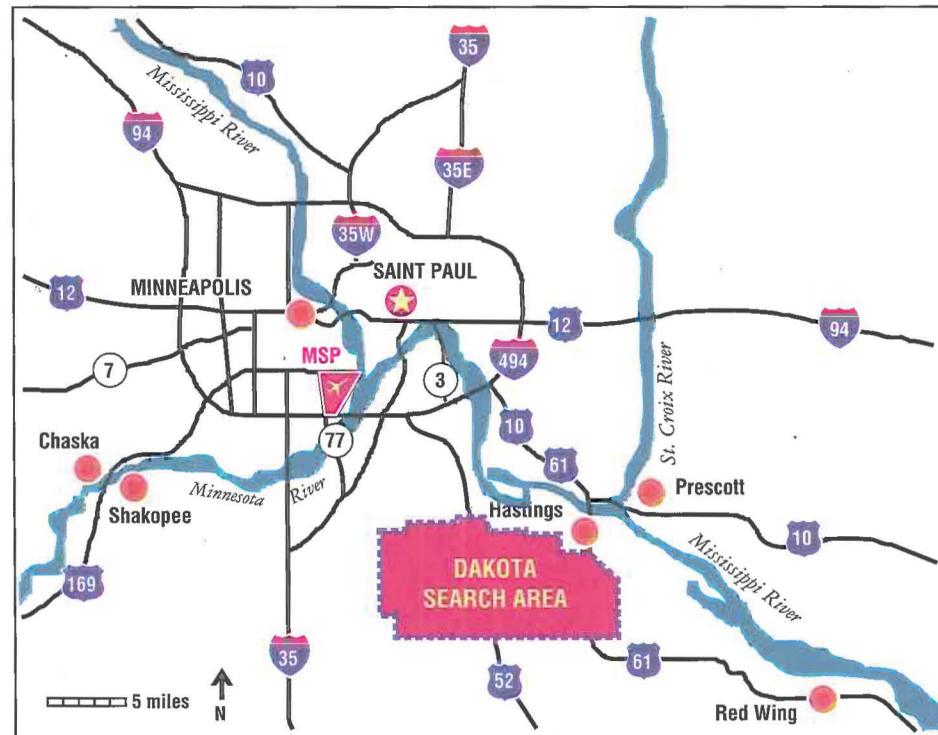 35
10
Mississippi River
94
35E
35W
SAINT PAUL
MINNEAPOLIS
12
12
94
MSP
7
3
494
St. Croix River
77
10
Chaska
61
Minnesota River
Prescott
Shakopee
Hastings
10
DAKOTA
SEARCH AREA
Mississippi River
169
35
61
52
5 miles
N
Red Wing